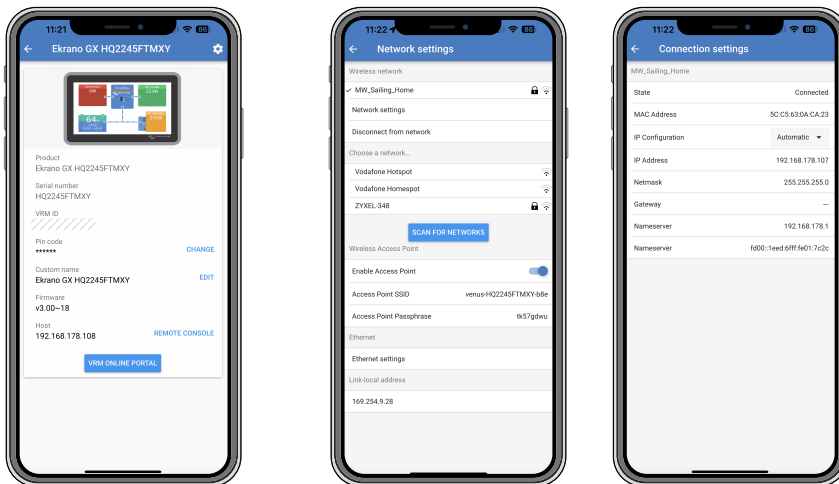 11:21
86
Ekrano GX HQ2245FTMXY
0W
223W
64
245W
Product
Ekrano GX HQ2245FTMXY
Serial number
HQ2245FTMXY
VRM ID
Pin code
******
CHANGE
Custom name
Ekrano GX HQ2245FTMXY
EDIT
Firmware
v3.00~18
Host
192.168.178.108
REMOTE CONSOLE
VRM ONLINE PORTAL
11:22
86
Network settings
Wireless network
MW_Sailing_Home
Network settings
Disconnect from network
Choose a network...
Vodafone Hotspot
Vodafone Homespot
ZYXEL-348
SCAN FOR NETWORKS
Wireless Access Point
Enable Access Point
Access Point SSID venus-HQ2245FTMXY-b8e
Access Point Passphrase tk57gdwu
Ethernet
Ethernet settings
Link-local address
169.254.9.28
11:22
86
Connection settings
MW_Sailing_Home
State Connected
MAC Address 5C:C5:63:0A:CA:23
IP Configuration Automatic
IP Address 192.168.178.107
Netmask 255.255.255.0
Gateway ---
Nameserver 192.168.178.1
Nameserver fd00::1eed:6fff:fe01:7c2c